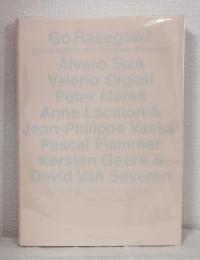 Go Hasegawa
Conversations with European Architects
Álvaro Siza
Valerio Olgiati
Peter Märkli
Anne Lacaton &
Jean-Philippe Vassal
Pascal Flammer
Kersten Geers &
David Van Severen